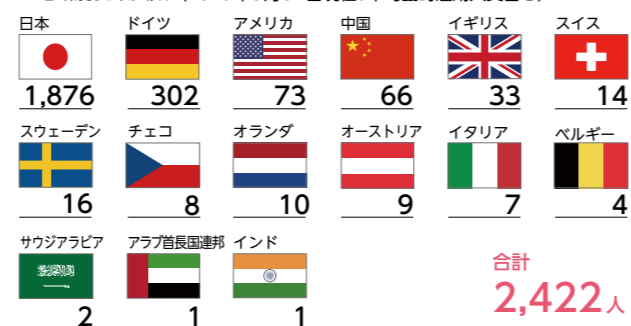 日本 ドイツ アメリカ 中国 イギリス スイス
1,876 302 73 66 33 14
スウェーデン チェコ オランダ オーストリア イタリア ベルギー
16 8 10 9 7 4
サウジアラビア アラブ首長国連邦 インド
2 1 1
合計
2,422人